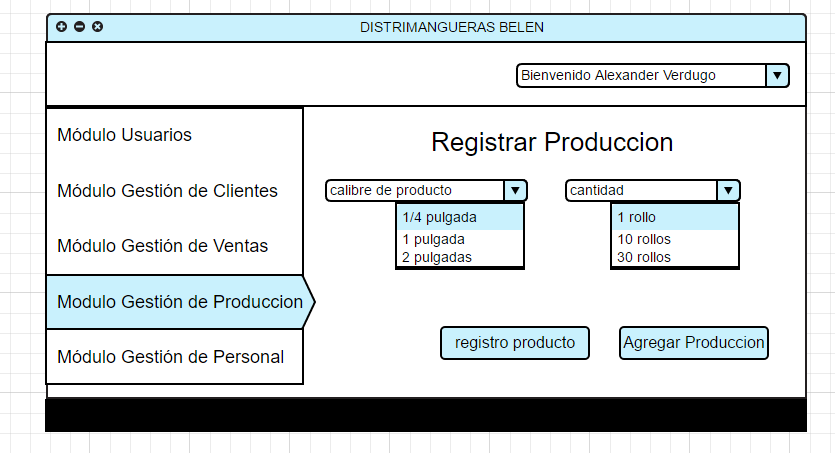 DISTRIMANGUERAS BELEN
Bienvenido Alexander Verdugo
Módulo Usuarios
Módulo Gestión de Clientes
Módulo Gestión de Ventas
Modulo Gestión de Produccion
Módulo Gestión de Personal
Registrar Produccion
calibre de producto
1/4 pulgada
1 pulgada
2 pulgadas
cantidad
1 rollo
10 rollos
30 rollos
registro producto
Agregar Produccion